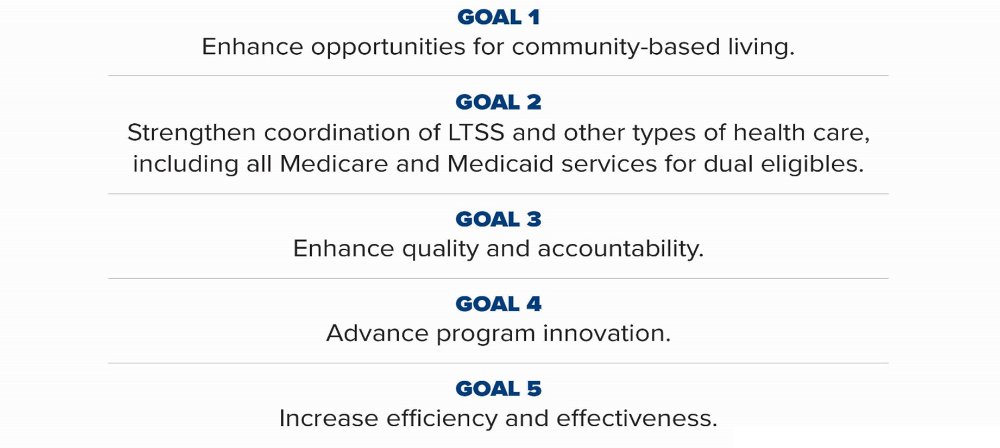 GOAL 1
Enhance opportunities for community-based living.
GOAL 2
Strengthen coordination of LTSS and other types of health care,
including all Medicare and Medicaid services for dual eligibles.
GOAL 3
Enhance quality and accountability.
GOAL 4
Advance program innovation.
GOAL 5
Increase efficiency and effectiveness.